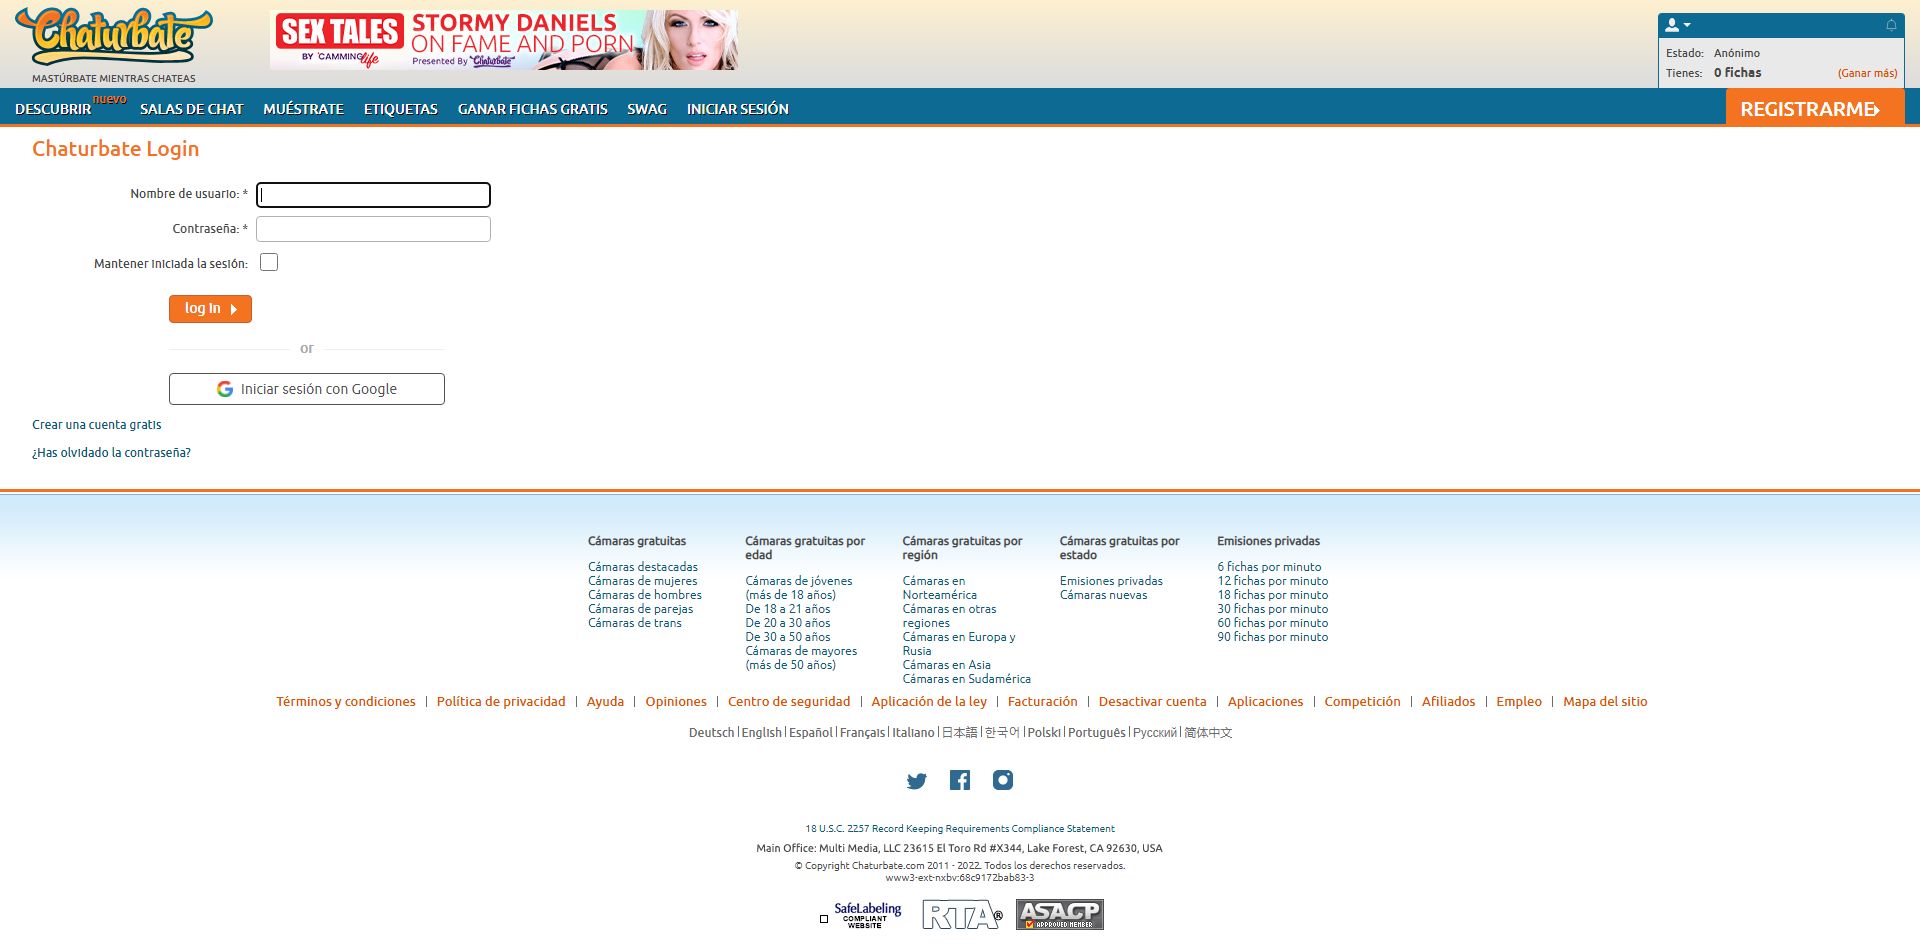 Chaturbate
MASTÚRBATE MIENTRAS CHATEAS
SEX TALES
BY 'CAMMING life
STORMY DANIELS
ON FAME AND PORN
Presented By Chaturbate
Estado: Anónimo
Tienes: 0 fichas (Ganar más)
DESCUBRIR nuevo SALAS DE CHAT MUÉSTRATE ETIQUETAS GANAR FICHAS GRATIS SWAG INICIAR SESIÓN REGISTRARME
Chaturbate Login
Nombre de usuario: *
Contraseña: *
Mantener iniciada la sesión:
log in
or
Iniciar sesión con Google
Crear una cuenta gratis
¿Has olvidado la contraseña?
Cámaras gratuitas
Cámaras destacadas
Cámaras de mujeres
Cámaras de hombres
Cámaras de parejas
Cámaras de trans
Cámaras gratuitas por
edad
Cámaras de jóvenes
(más de 18 años)
De 18 a 21 años
De 20 a 30 años
De 30 a 50 años
Cámaras de mayores
(más de 50 años)
Cámaras gratuitas por
región
Cámaras en
Norteamérica
Cámaras en otras
regiones
Cámaras en Europa y
Rusia
Cámaras en Asia
Cámaras en Sudamérica
Cámaras gratuitas por
estado
Emisiones privadas
Cámaras nuevas
Emisiones privadas
6 fichas por minuto
12 fichas por minuto
18 fichas por minuto
30 fichas por minuto
60 fichas por minuto
90 fichas por minuto
Términos y condiciones | Política de privacidad | Ayuda | Opiniones | Centro de seguridad | Aplicación de la ley | Facturación | Desactivar cuenta | Aplicaciones | Competición | Afiliados | Empleo | Mapa del sitio
Deutsch | English | Español | Français | Italiano | 日本語 | 한국어 | Polski | Português | Русский | 简体中文
18 U.S.C. 2257 Record Keeping Requirements Compliance Statement
Main Office: Multi Media, LLC 23615 El Toro Rd #X344, Lake Forest, CA 92630, USA
© Copyright Chaturbate.com 2011 - 2022. Todos los derechos reservados.
www3-ext-nxbv:68c9172bab83-3
SafeLabeling
COMPLIANT
WEBSITE
RTA®
ASACP
APPROVED MEMBER